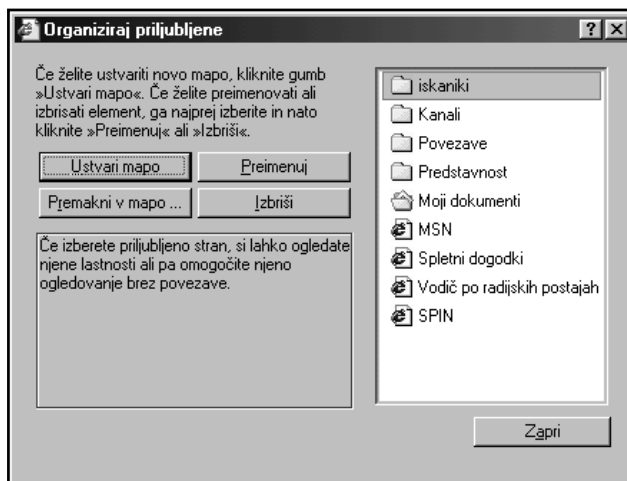 Organiziraj priljubljene
Če želite ustvariti novo mapo, kliknite gumb
»Ustvari mapo«. Če želite preimenovati ali
izbrisati element, ga najprej izberite in nato
kliknite »Preimenuj« ali »Izbriši«.
Ustvari mapo
Preimenuj
Premakni v mapo ...
Izbriši
Če izberete priljubljeno stran, si lahko ogledate
njene lastnosti ali pa omogočite njeno
ogledovanje brez povezave.
iskaniki
Kanali
Povezave
Predstavnost
Moji dokumenti
MSN
Spletni dogodki
Vodič po radijskih postajah
SPIN
Zapri